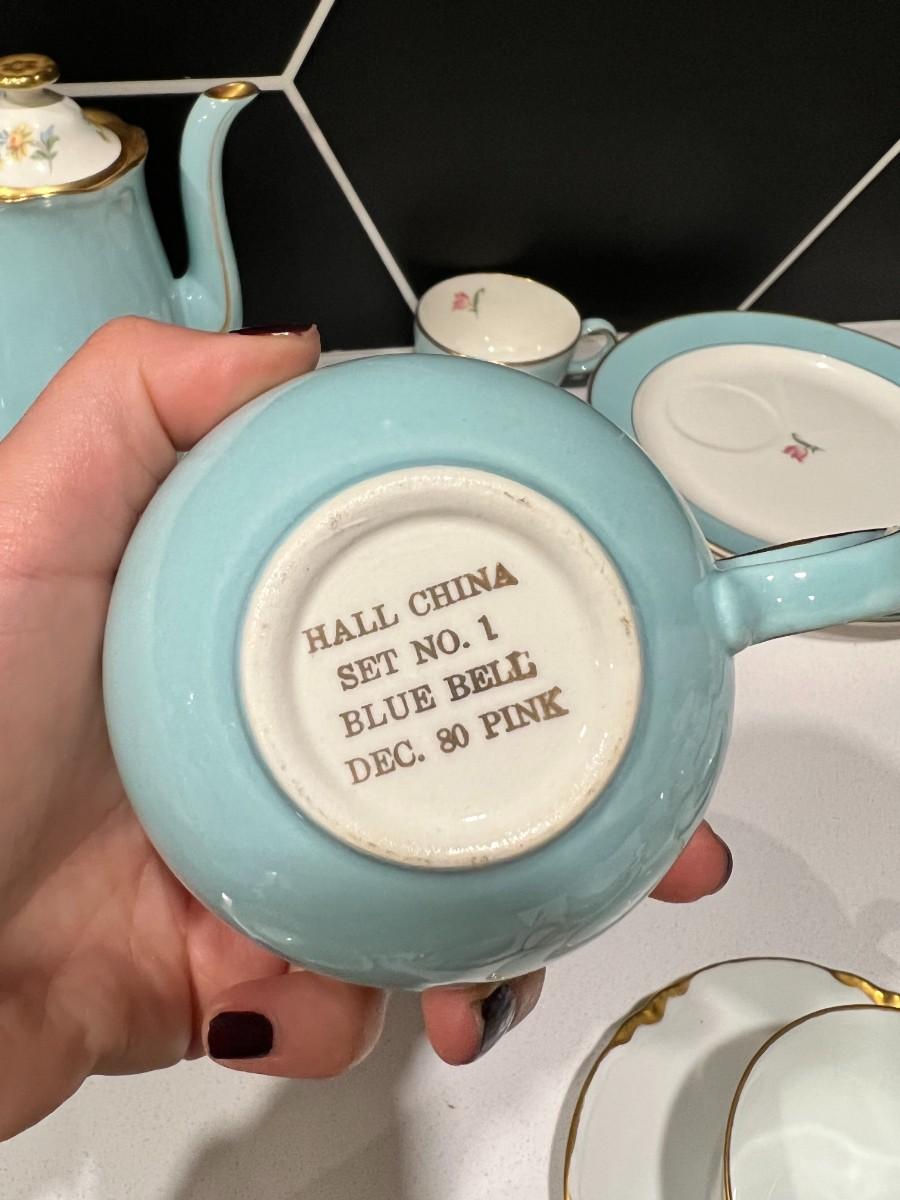 HALL CHINA
SET NO. 1
BLUE BELL
DEC. 80 PINK